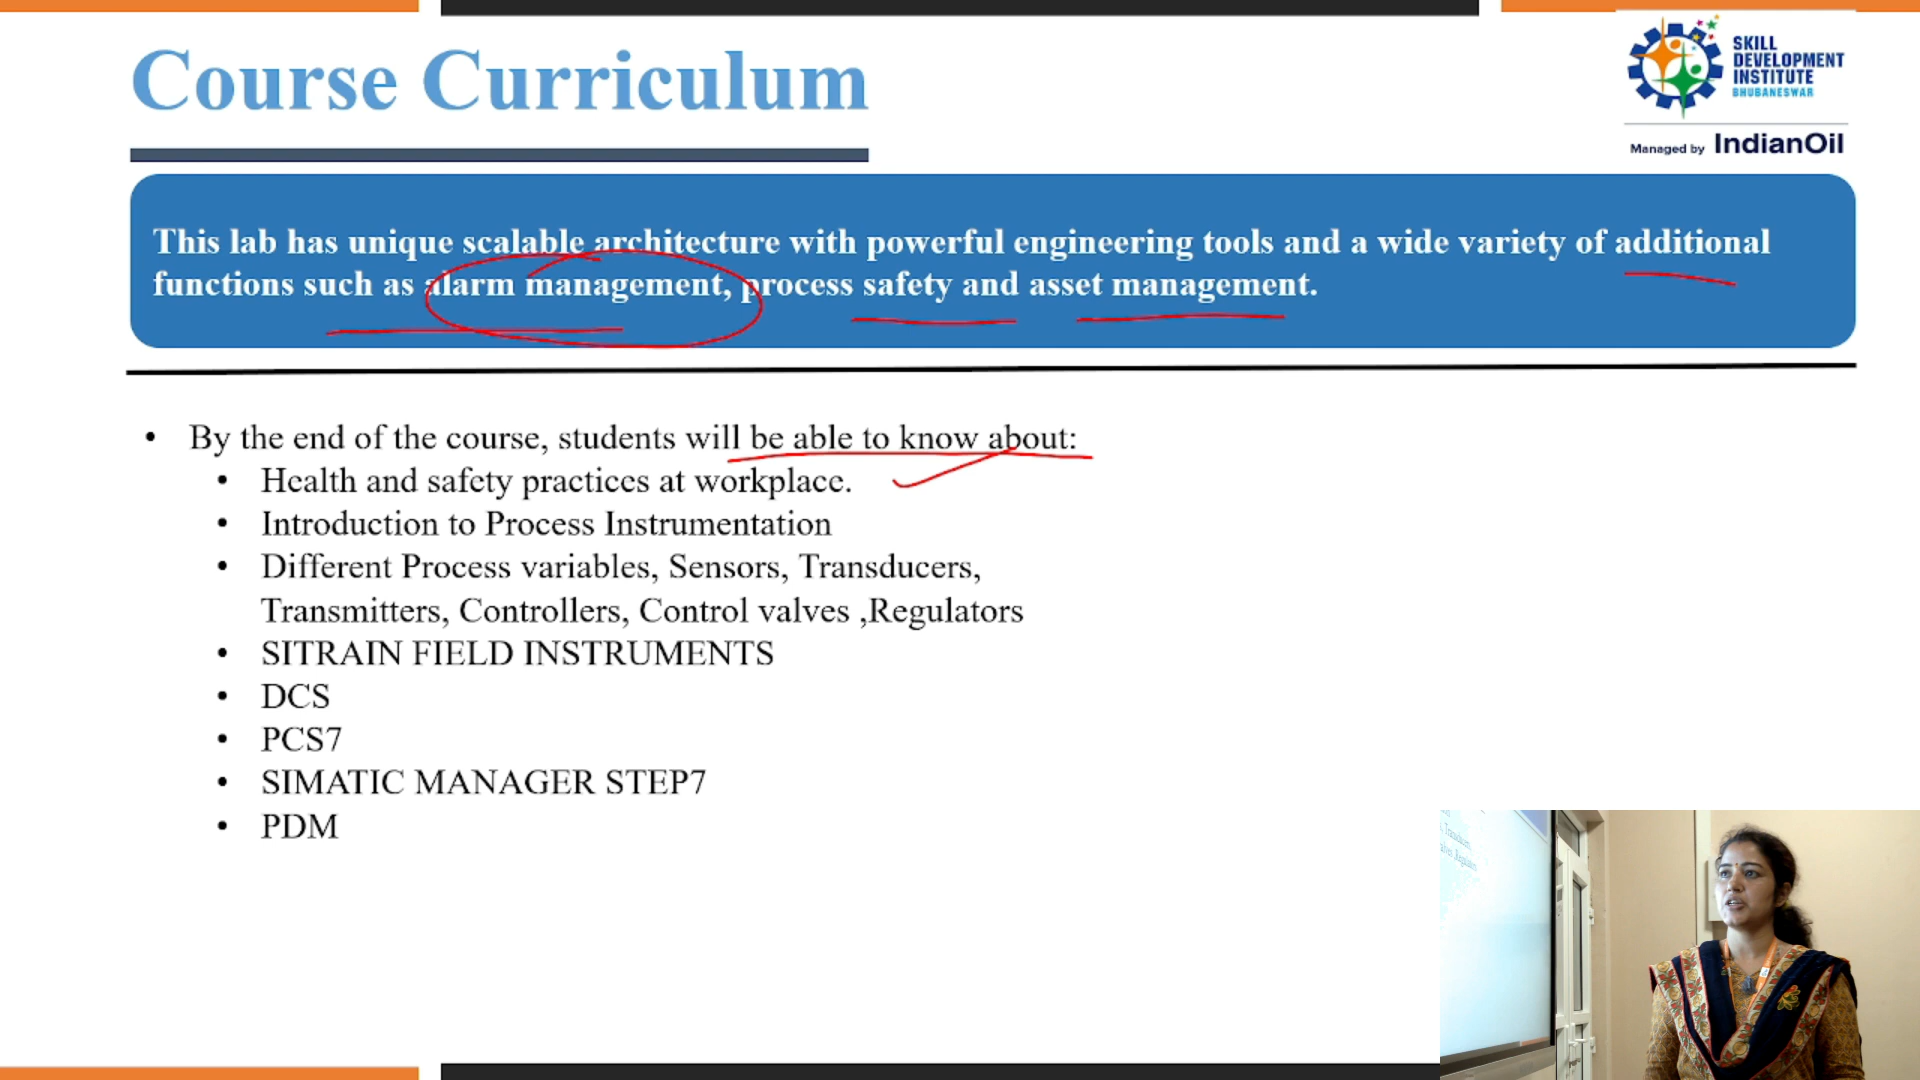 Course Curriculum
SKILL
DEVELOPMENT
INSTITUTE
BHUBANESWAR
Managed by IndianOil
This lab has unique scalable architecture with powerful engineering tools and a wide variety of additional
functions such as alarm management, process safety and asset management.
• By the end of the course, students will be able to know about:
• Health and safety practices at workplace.
• Introduction to Process Instrumentation
• Different Process variables, Sensors, Transducers,
Transmitters, Controllers, Control valves ,Regulators
• SITRAIN FIELD INSTRUMENTS
• DCS
• PCS7
• SIMATIC MANAGER STEP7
• PDM